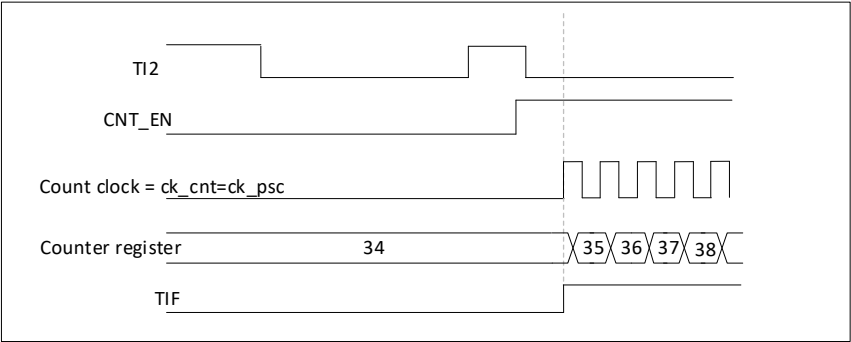 TI2
CNT_EN
Count clock = ck_cnt=ck_psc
Counter register 34 35 36 37 38
TIF